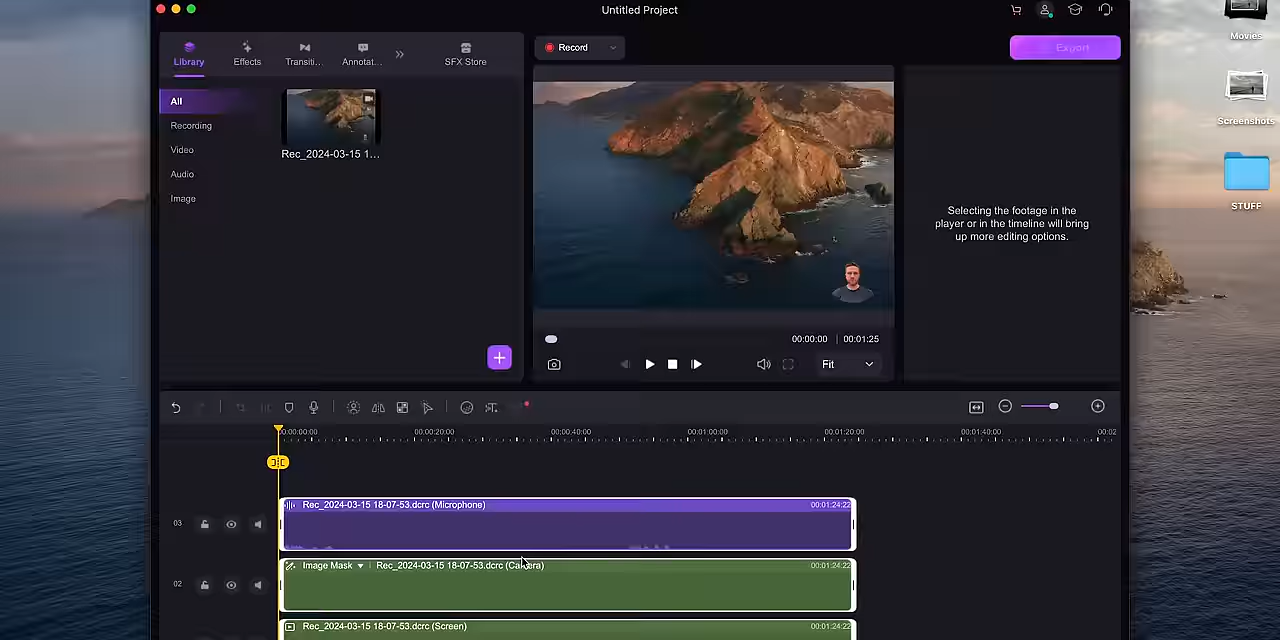 Untitled Project
Library
Effects
Transiti...
Annotat...
SFX Store
Record
Export
All
Recording
Video
Audio
Image
Rec_2024-03-15 1...
Selecting the footage in the
player or in the timeline will bring
up more editing options.
00:00:00 | 00:01:25
Fit
Movies
Screenshots
STUFF
00:00:00:00
00:00:20:00
00:00:40:00
00:01:00:00
00:01:20:00
00:01:40:00
00:02
03
Rec_2024-03-15 18-07-53.dcrc (Microphone)
00:01:24:22
02
Image Mask
Rec_2024-03-15 18-07-53.dcrc (Camera)
00:01:24:22
Rec_2024-03-15 18-07-53.dcrc (Screen)
00:01:24:22